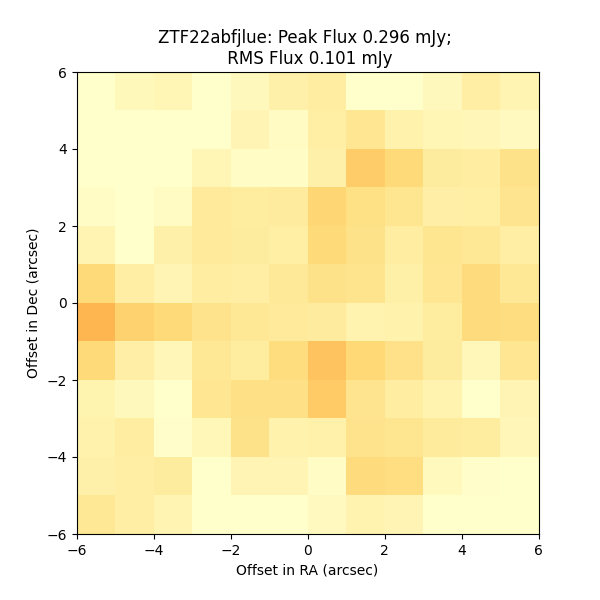 ZTF22abfjlue: Peak Flux 0.296 mJy;
RMS Flux 0.101 mJy
6
4
2
0
−2
−4
−6
Offset in Dec (arcsec)
−6 −4 −2 0 2 4 6
Offset in RA (arcsec)